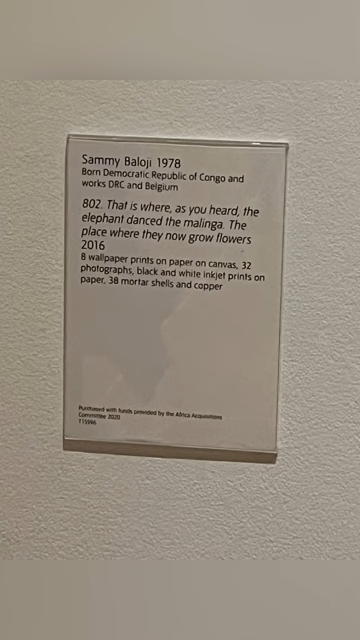 Sammy Baloji 1978
Born Democratic Republic of Congo and
works DRC and Belgium
802. That is where, as you heard, the
elephant danced the malinga. The
place where they now grow flowers
2016
8 wallpaper prints on paper on canvas, 32
photographs, black and white inkjet prints on
paper, 38 mortar shells and copper
Purchased with funds provided by the Africa Acquisitions
Committee 2020
T15996